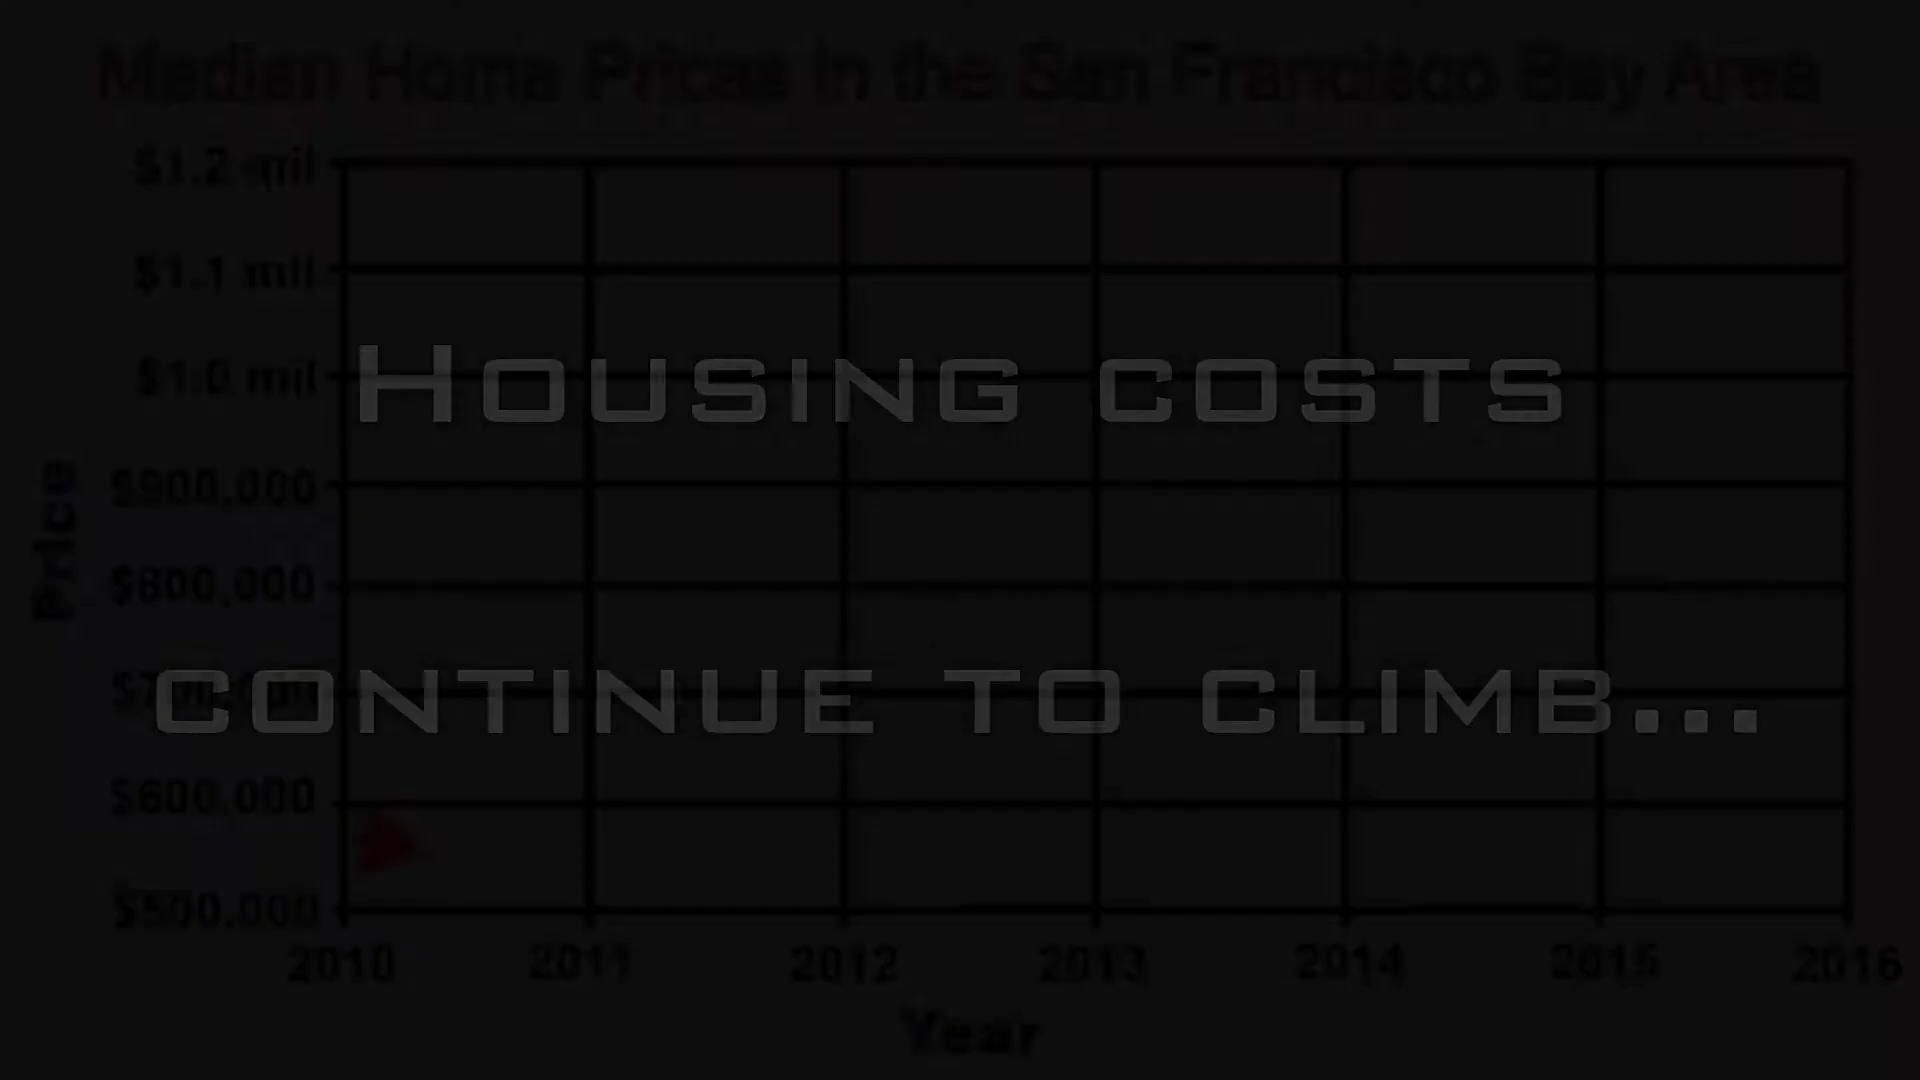 Median Home Prices in the San Francisco Bay Area
$1.2 mil
$1.1 mil
$1.0 mil
HOUSING COSTS
$900,000
Price
$800,000
$700,000
CONTINUE TO CLIMB...
$600,000
$500,000
2010 2011 2012 2013 2014 2015 2016
Year